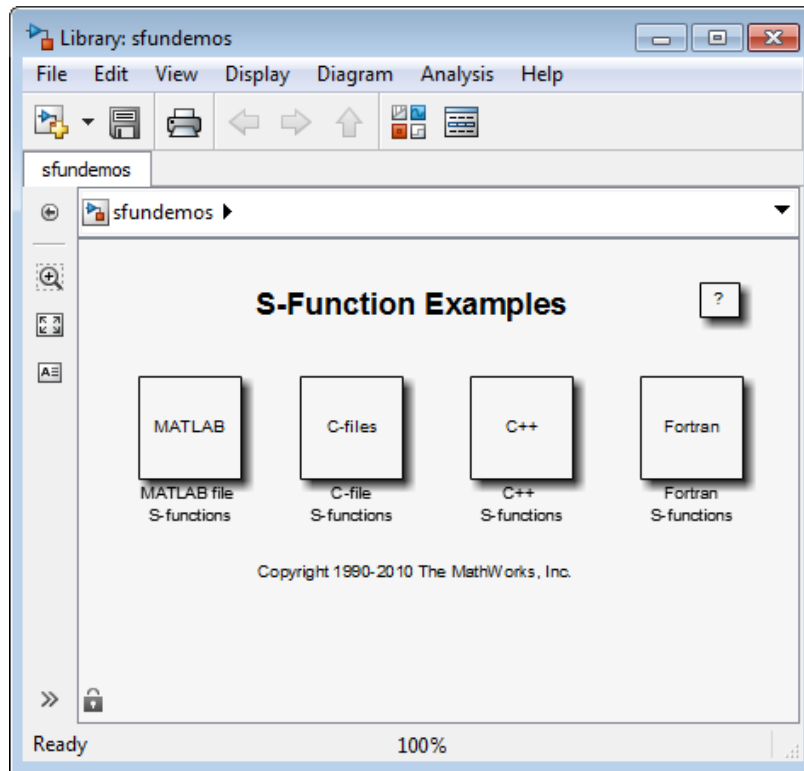 Library: sfundemos
File Edit View Display Diagram Analysis Help
sfundemos
sfundemos
S-Function Examples
?
MATLAB C-files C++ Fortran
MATLAB file C-file C++ Fortran
S-functions S-functions S-functions S-functions
Copyright 1990-2010 The MathWorks, Inc.
Ready 100%